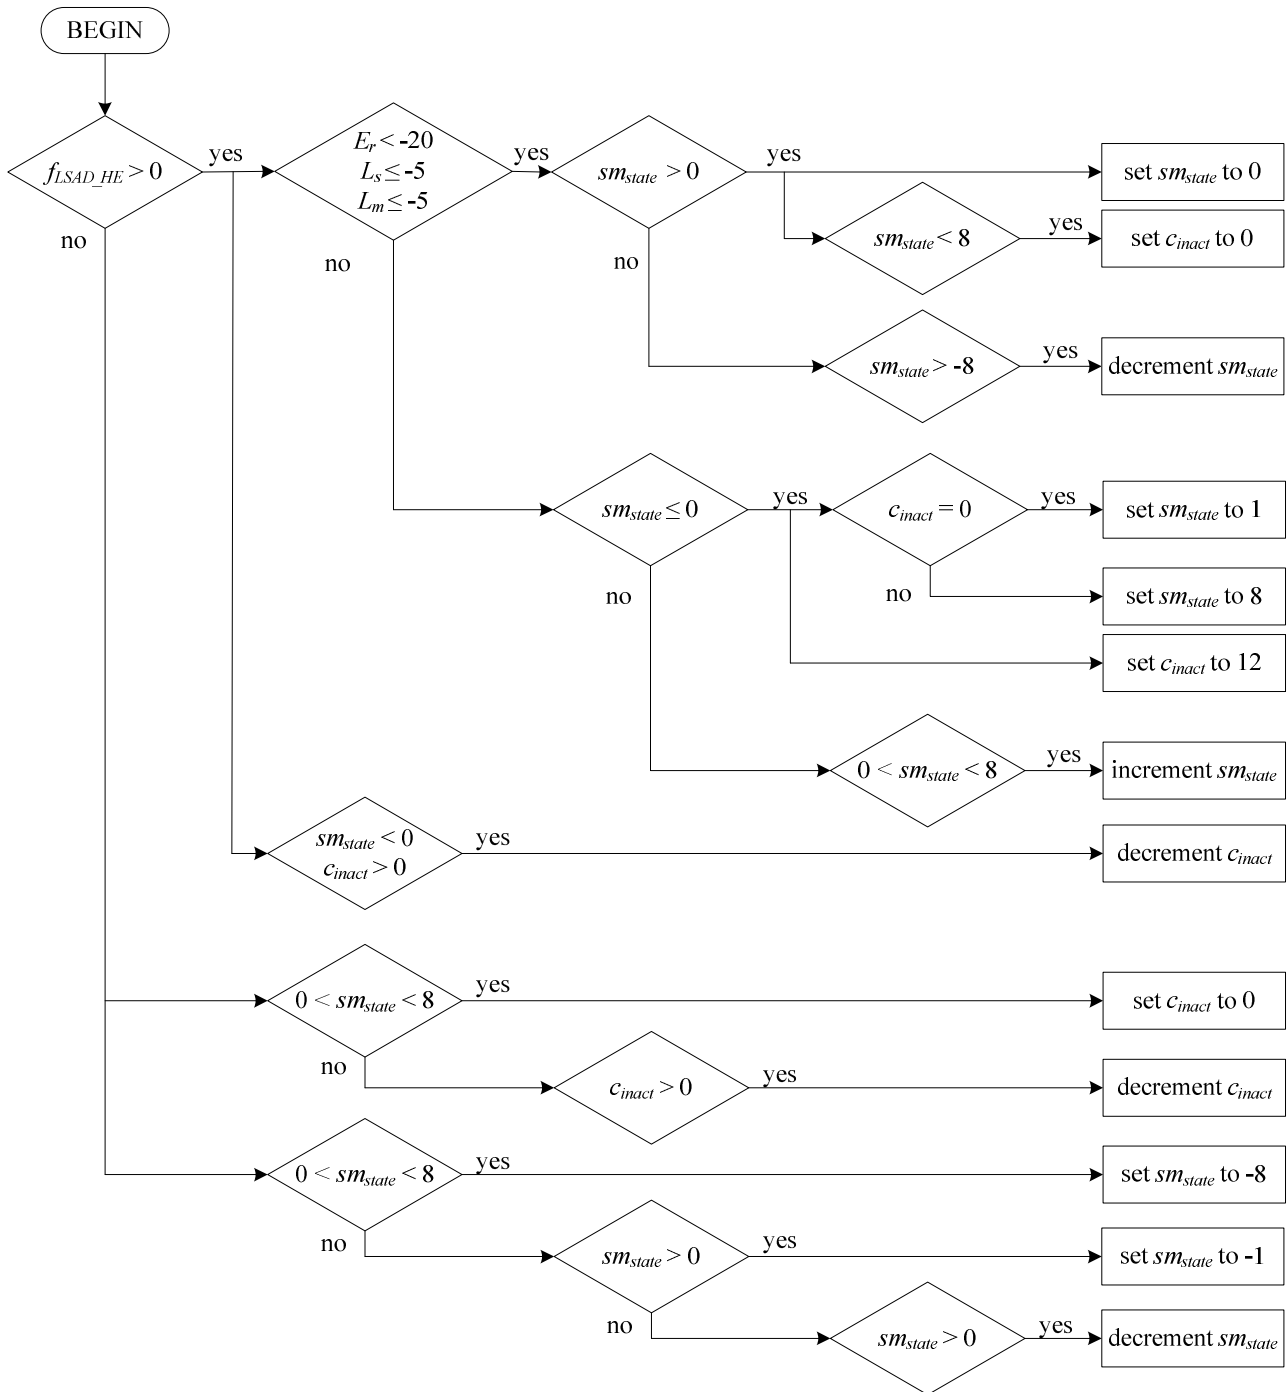 BEGIN
f_LSAD_HE > 0
yes
no
E_r < -20
L_s ≤ -5
L_m ≤ -5
yes
no
sm_state > 0
yes
no
set sm_state to 0
sm_state < 8
yes
set c_inact to 0
sm_state > -8
yes
decrement sm_state
sm_state ≤ 0
yes
no
c_inact = 0
yes
no
set sm_state to 1
set sm_state to 8
set c_inact to 12
0 < sm_state < 8
yes
increment sm_state
sm_state < 0
c_inact > 0
yes
decrement c_inact
0 < sm_state < 8
yes
no
set c_inact to 0
c_inact > 0
yes
decrement c_inact
0 < sm_state < 8
yes
no
set sm_state to -8
sm_state > 0
yes
no
set sm_state to -1
sm_state > 0
yes
decrement sm_state